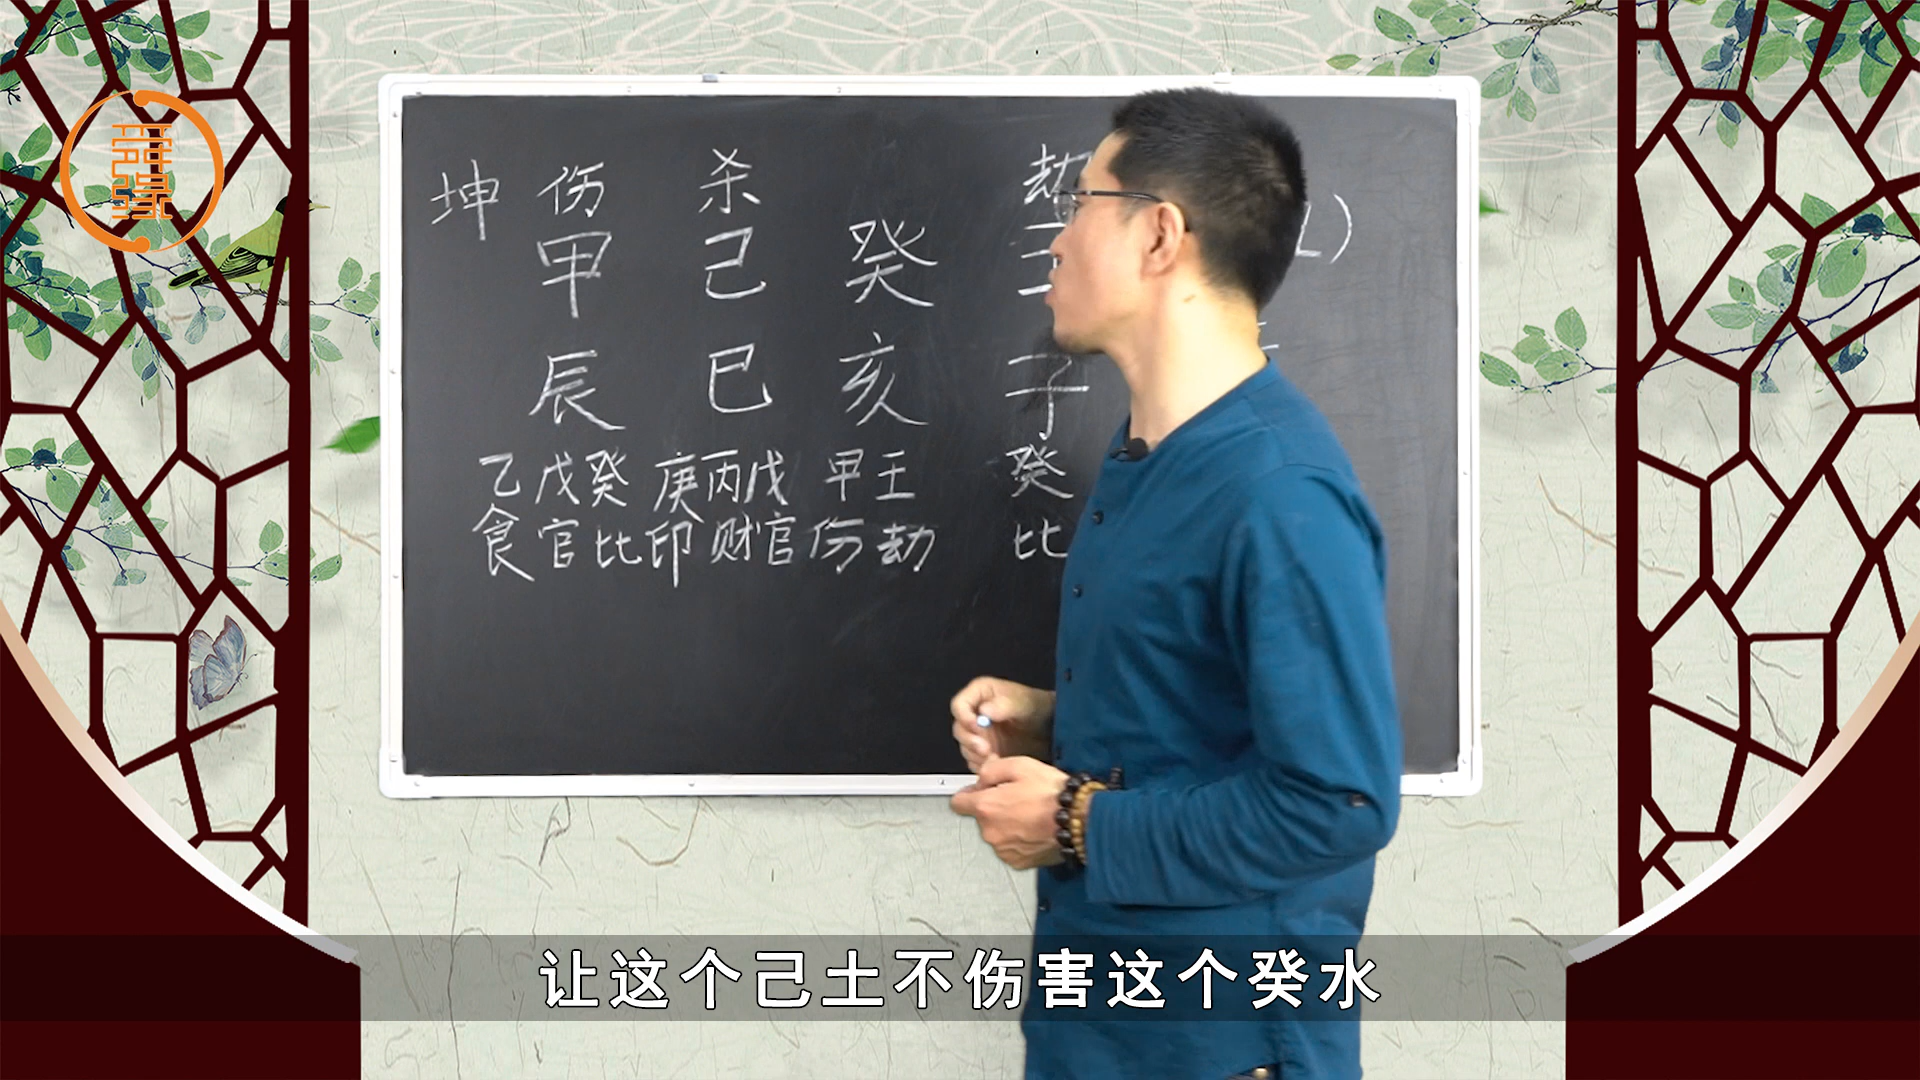 坤 伤 杀 劫
甲 己 癸 壬
辰 巳 亥 子
乙戊癸 庚丙戊 甲壬 癸
食官比 印财官 伤劫 比
让这个己土不伤害这个癸水